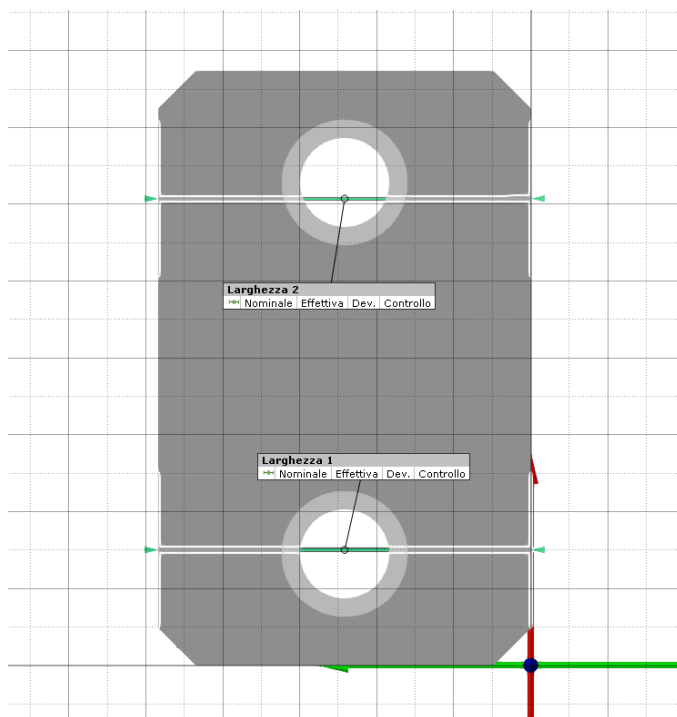 Larghezza 2
Nominale Effettiva Dev. Controllo
Larghezza 1
Nominale Effettiva Dev. Controllo